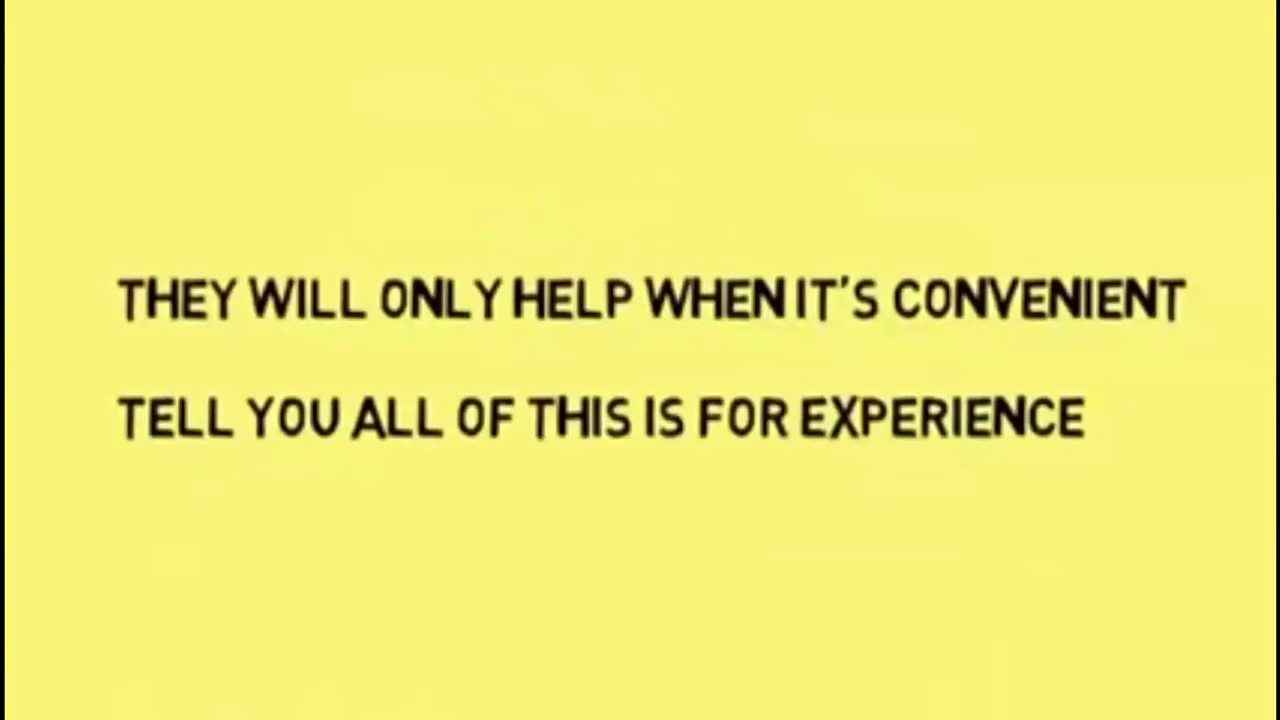 THEY WILL ONLY HELP WHEN IT'S CONVENIENT
TELL YOU ALL OF THIS IS FOR EXPERIENCE